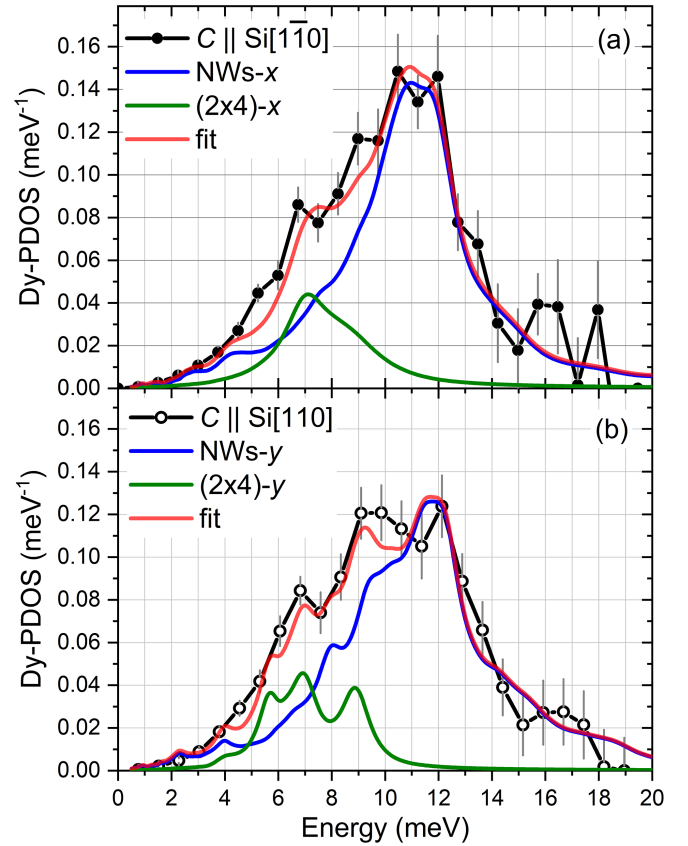 (a)
C || Si[11̅0]
NWs-x
(2x4)-x
fit
Dy-PDOS (meV⁻¹)
0.16
0.14
0.12
0.10
0.08
0.06
0.04
0.02
0.00
(b)
C || Si[110]
NWs-y
(2x4)-y
fit
Dy-PDOS (meV⁻¹)
0.16
0.14
0.12
0.10
0.08
0.06
0.04
0.02
0.00
0 2 4 6 8 10 12 14 16 18 20
Energy (meV)